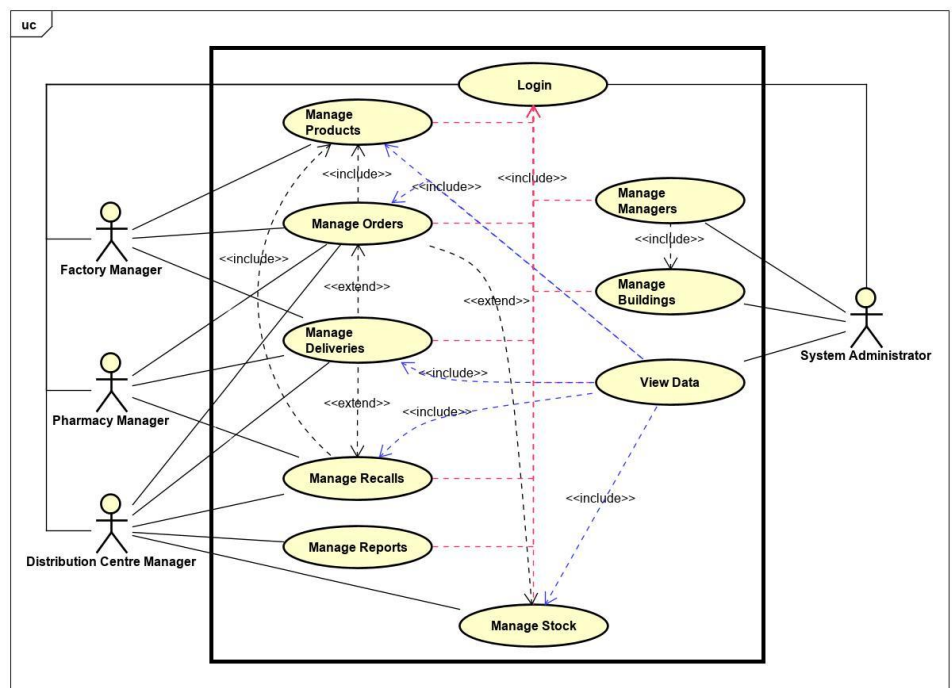 uc
Login
Manage
Products
<<include>>
<<include>>
<<include>>
Manage
Managers
Manage Orders
Factory Manager
<<include>>
<<include>>
Manage
Buildings
<<extend>>
<<extend>>
Manage
Deliveries
System Administrator
<<include>>
View Data
Pharmacy Manager
<<extend>>
<<include>>
Manage Recalls
<<include>>
Manage Reports
Distribution Centre Manager
Manage Stock